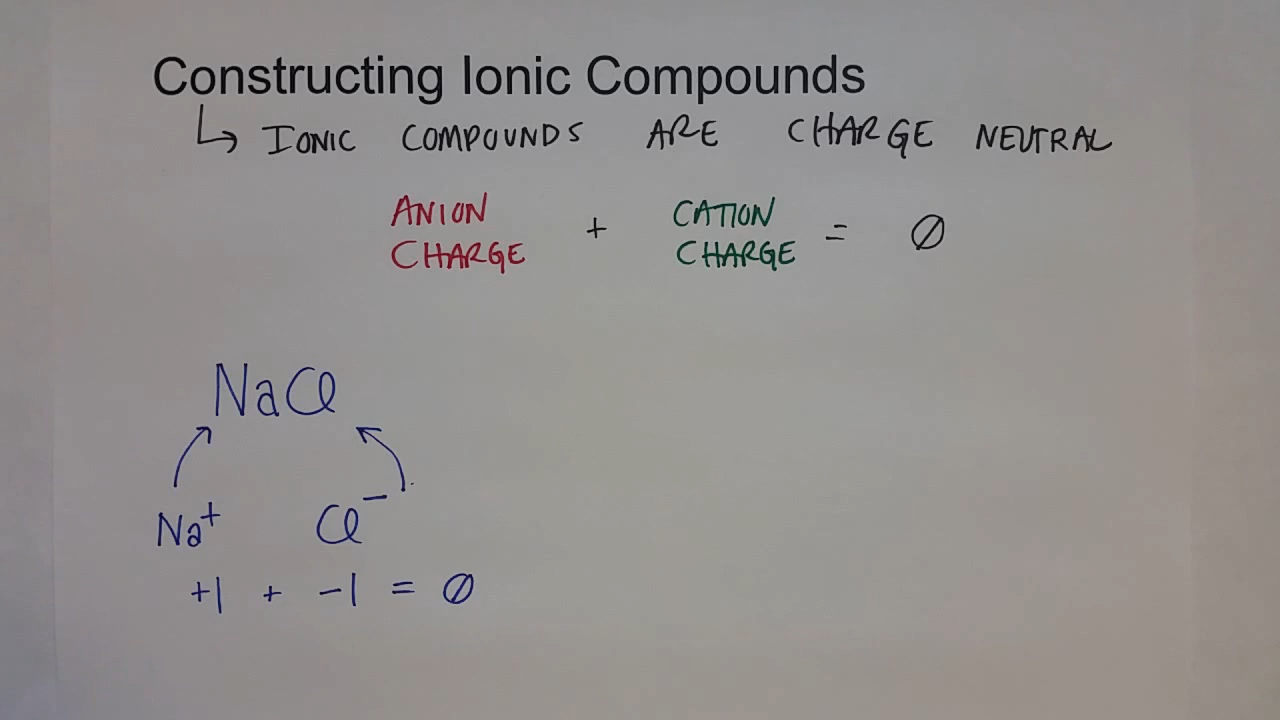 Constructing Ionic Compounds
↳ IONIC COMPOUNDS ARE CHARGE NEUTRAL
ANION CHARGE + CATION CHARGE = ∅
NaCl
Na⁺ Cl⁻
+1 + -1 = ∅